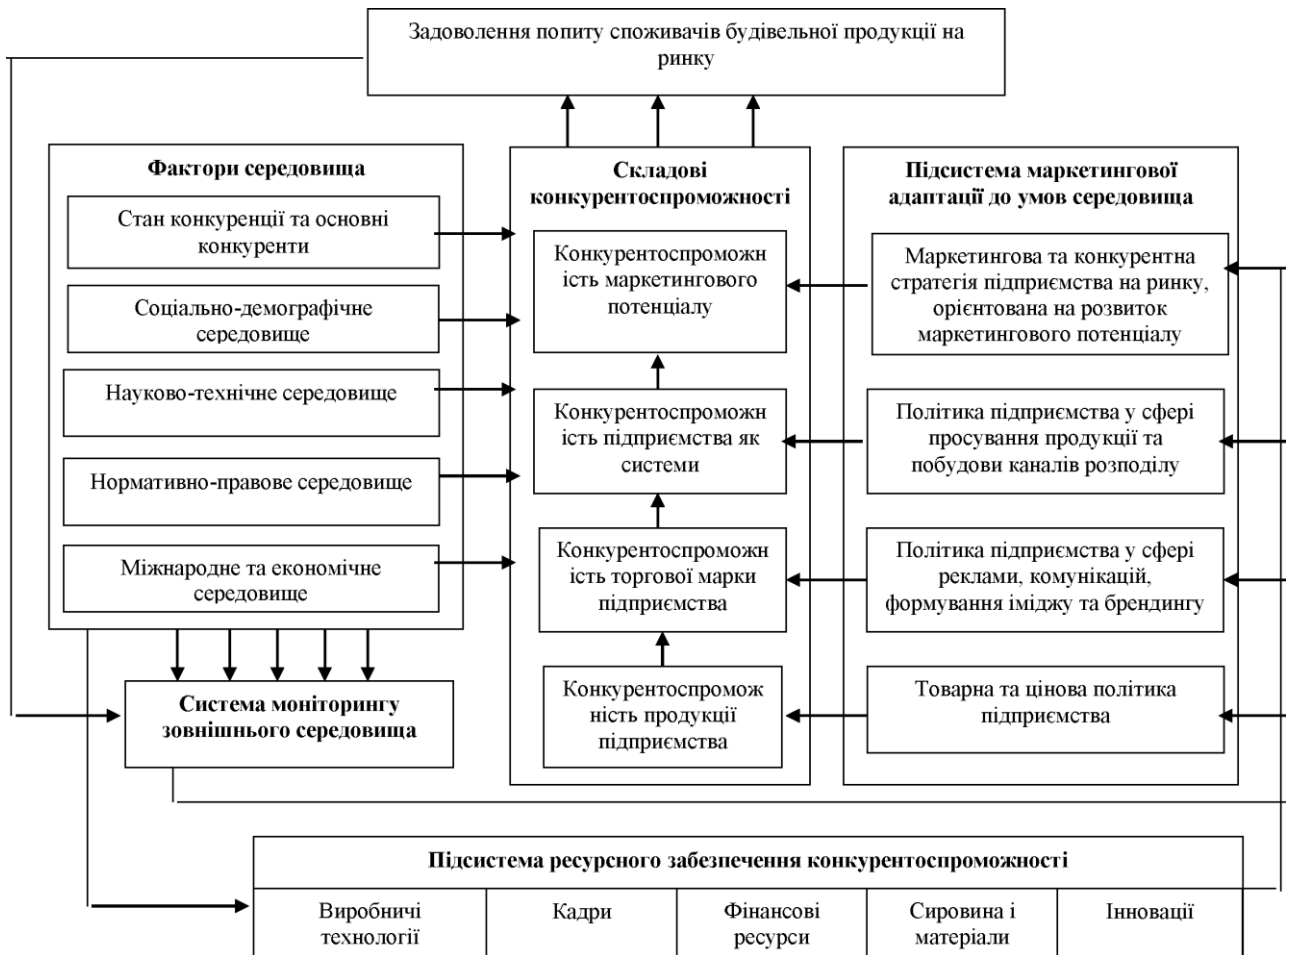 Задоволення попиту споживачів будівельної продукції на
ринку
Фактори середовища
Стан конкуренції та основні
конкуренти
Соціально-демографічне
середовище
Науково-технічне середовище
Нормативно-правове середовище
Міжнародне та економічне
середовище
Система моніторингу
зовнішнього середовища
Складові
конкурентоспроможності
Конкурентоспроможн
ість маркетингового
потенціалу
Конкурентоспроможн
ість підприємства як
системи
Конкурентоспроможн
ість торгової марки
підприємства
Конкурентоспромож
ність продукції
підприємства
Підсистема маркетингової
адаптації до умов середовища
Маркетингова та конкурентна
стратегія підприємства на ринку,
орієнтована на розвиток
маркетингового потенціалу
Політика підприємства у сфері
просування продукції та
побудови каналів розподілу
Політика підприємства у сфері
реклами, комунікацій,
формування іміджу та брендингу
Товарна та цінова політика
підприємства
Підсистема ресурсного забезпечення конкурентоспроможності
Виробничі
технології
Кадри
Фінансові
ресурси
Сировина і
матеріали
Інновації